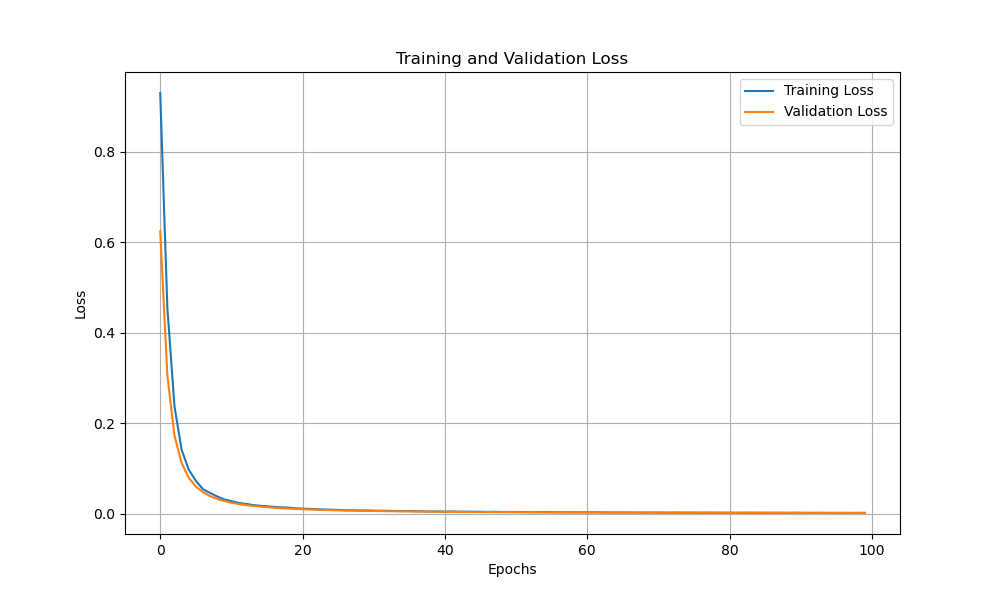 Training and Validation Loss
Training Loss
Validation Loss
0.8
0.6
0.4
0.2
0.0
Loss
0 20 40 60 80 100
Epochs